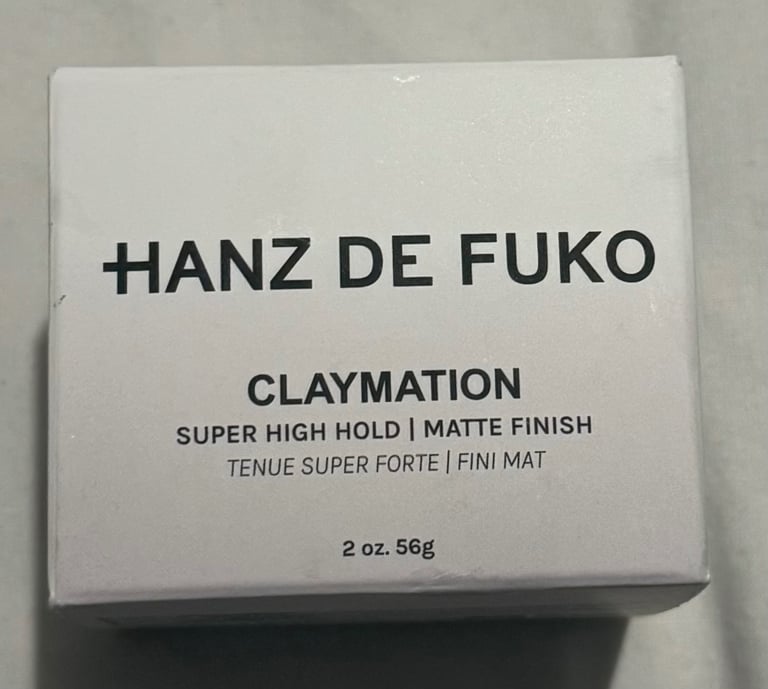 HANZ DE FUKO
CLAYMATION
SUPER HIGH HOLD | MATTE FINISH
TENUE SUPER FORTE | FINI MAT
2 oz. 56g